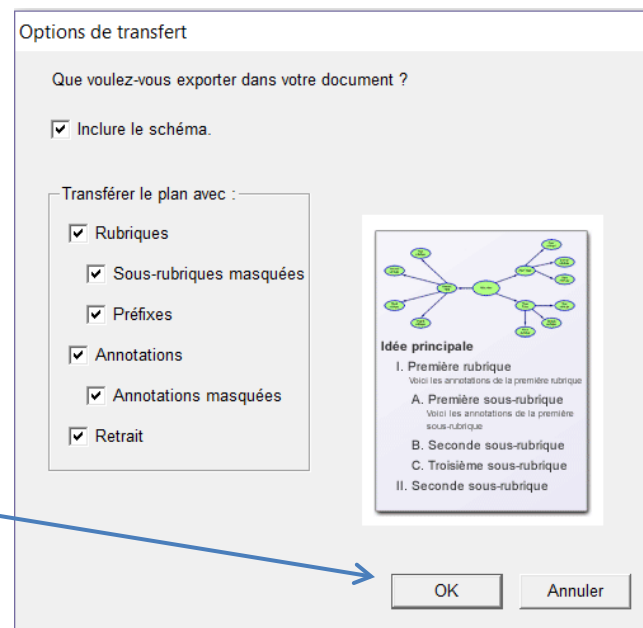 Options de transfert
Que voulez-vous exporter dans votre document ?
Inclure le schéma.
Transférer le plan avec :
Rubriques
Sous-rubriques masquées
Préfixes
Annotations
Annotations masquées
Retrait
Idée principale
I. Première rubrique
Voici les annotations de la première rubrique
A. Première sous-rubrique
Voici les annotations de la première
sous-rubrique
B. Seconde sous-rubrique
C. Troisième sous-rubrique
II. Seconde sous-rubrique
OK
Annuler